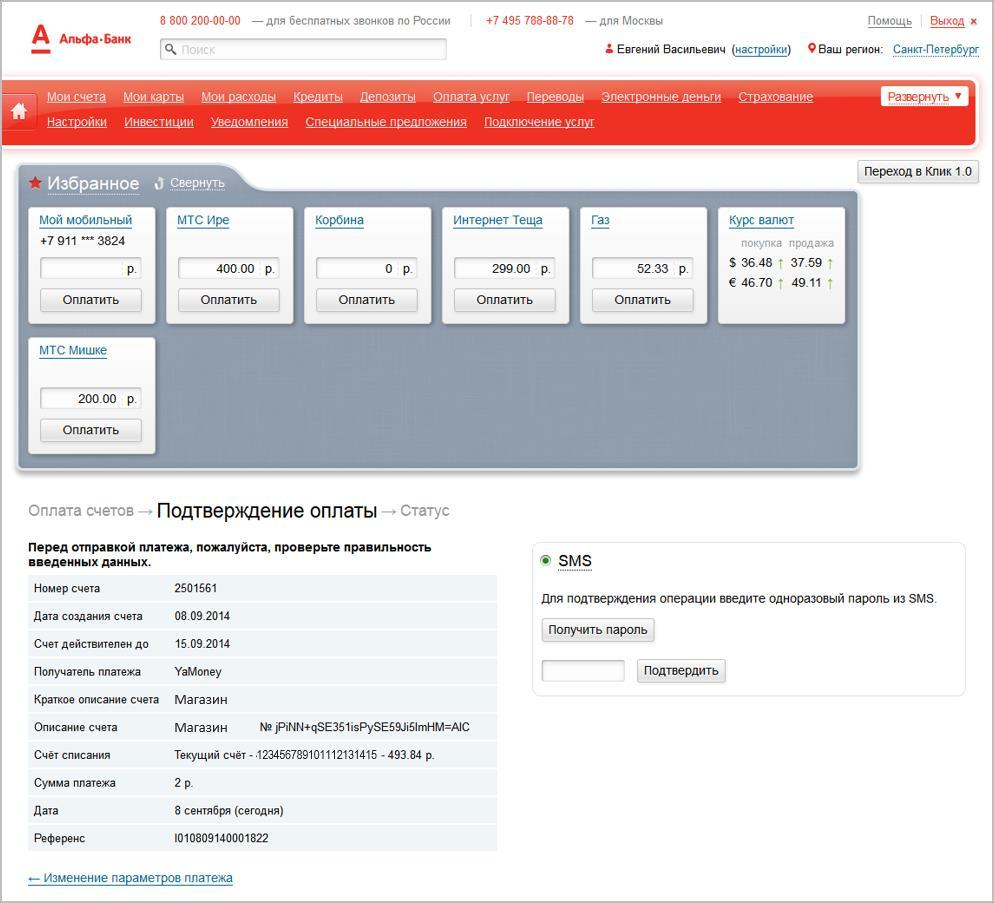 8 800 200-00-00 — для бесплатных звонков по России +7 495 788-88-78 — для Москвы Помощь Выход ×
Альфа·Банк
Поиск
Евгений Васильевич (настройки) Ваш регион: Санкт-Петербург
Мои счета Мои карты Мои расходы Кредиты Депозиты Оплата услуг Переводы Электронные деньги Страхование Развернуть ▼
Настройки Инвестиции Уведомления Специальные предложения Подключение услуг
Переход в Клик 1.0
Избранное Свернуть
Мой мобильный МТС Ире Корбина Интернет Теща Газ Курс валют
+7 911 *** 3824
покупка продажа
р. 400.00 р. 0 р. 299.00 р. 52.33 р. $ 36.48 ↑ 37.59 ↑
€ 46.70 ↑ 49.11 ↑
Оплатить Оплатить Оплатить Оплатить Оплатить
МТС Мишке
200.00 р.
Оплатить
Оплата счетов → Подтверждение оплаты → Статус
Перед отправкой платежа, пожалуйста, проверьте правильность
введенных данных.
Номер счета 2501561
Дата создания счета 08.09.2014
Счет действителен до 15.09.2014
Получатель платежа YaMoney
Краткое описание счета Магазин
Описание счета Магазин № jPiNN+qSE351isPySE59Ji5lmHM=AIC
Счёт списания Текущий счёт - 123456789101112131415 - 493.84 р.
Сумма платежа 2 р.
Дата 8 сентября (сегодня)
Референс I010809140001822
← Изменение параметров платежа
SMS
Для подтверждения операции введите одноразовый пароль из SMS.
Получить пароль
Подтвердить